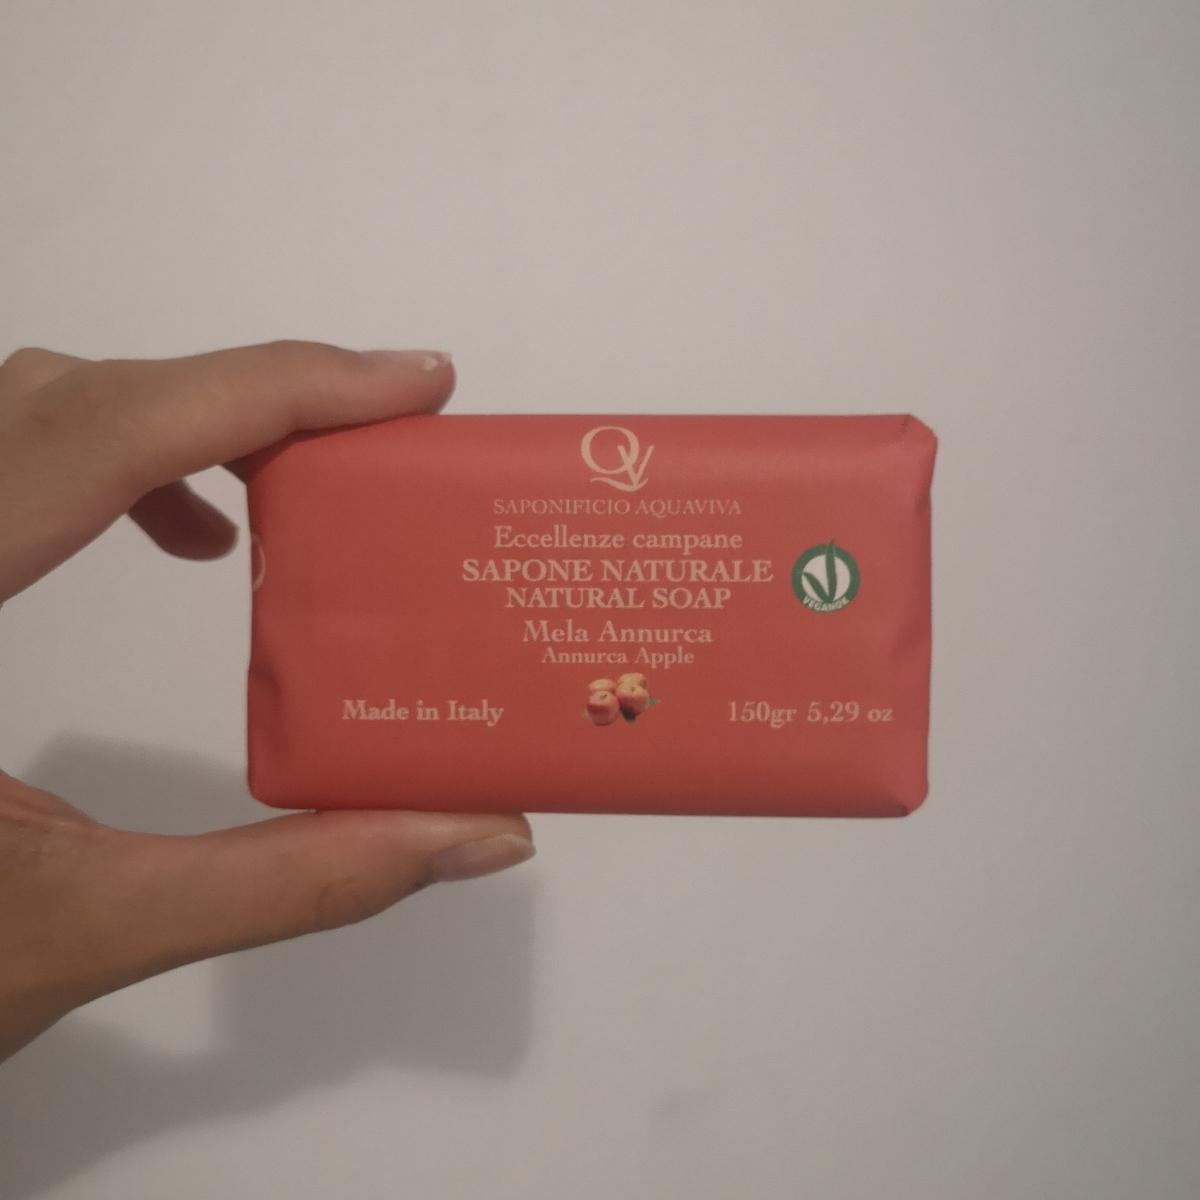 QV
SAPONIFICIO AQUAVIVA
Eccellenze campane
SAPONE NATURALE
NATURAL SOAP
VEGANOK
Mela Annurca
Annurca Apple
Made in Italy
150gr 5,29 oz